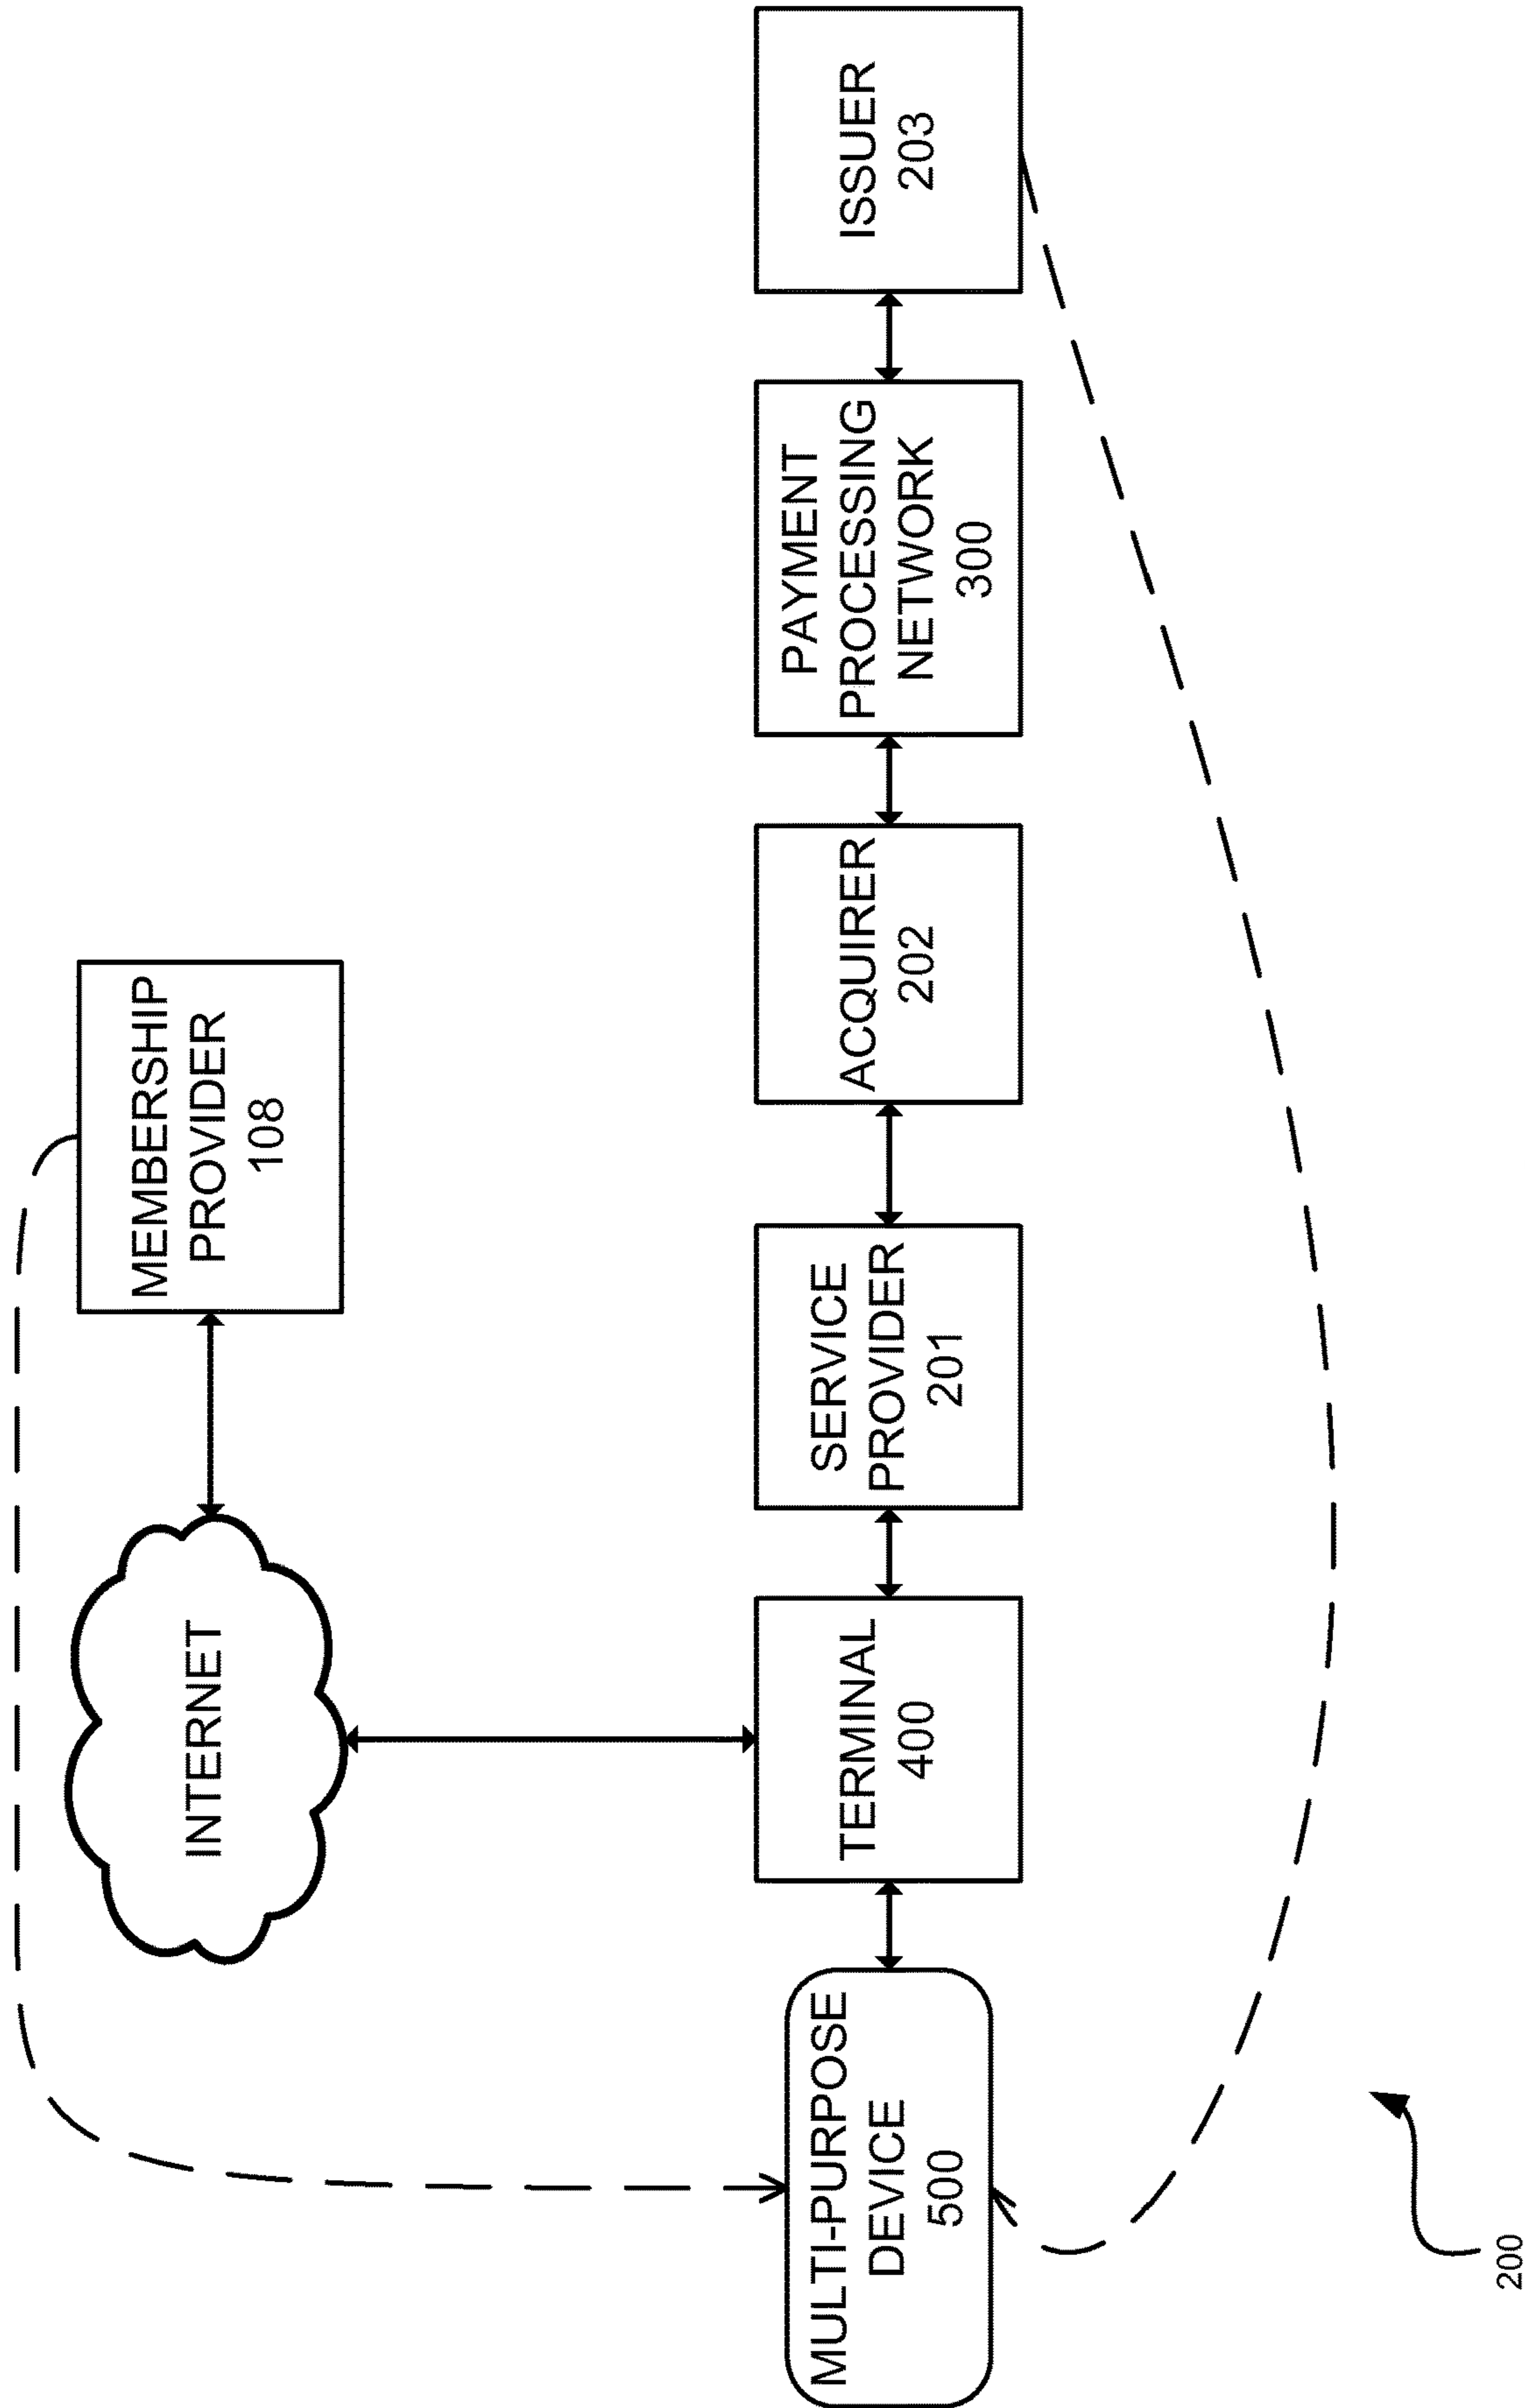 MEMBERSHIP
PROVIDER
108
INTERNET
MULTI-PURPOSE
DEVICE
500
TERMINAL
400
SERVICE
PROVIDER
201
ACQUIRER
202
PAYMENT
PROCESSING
NETWORK
300
ISSUER
203
200